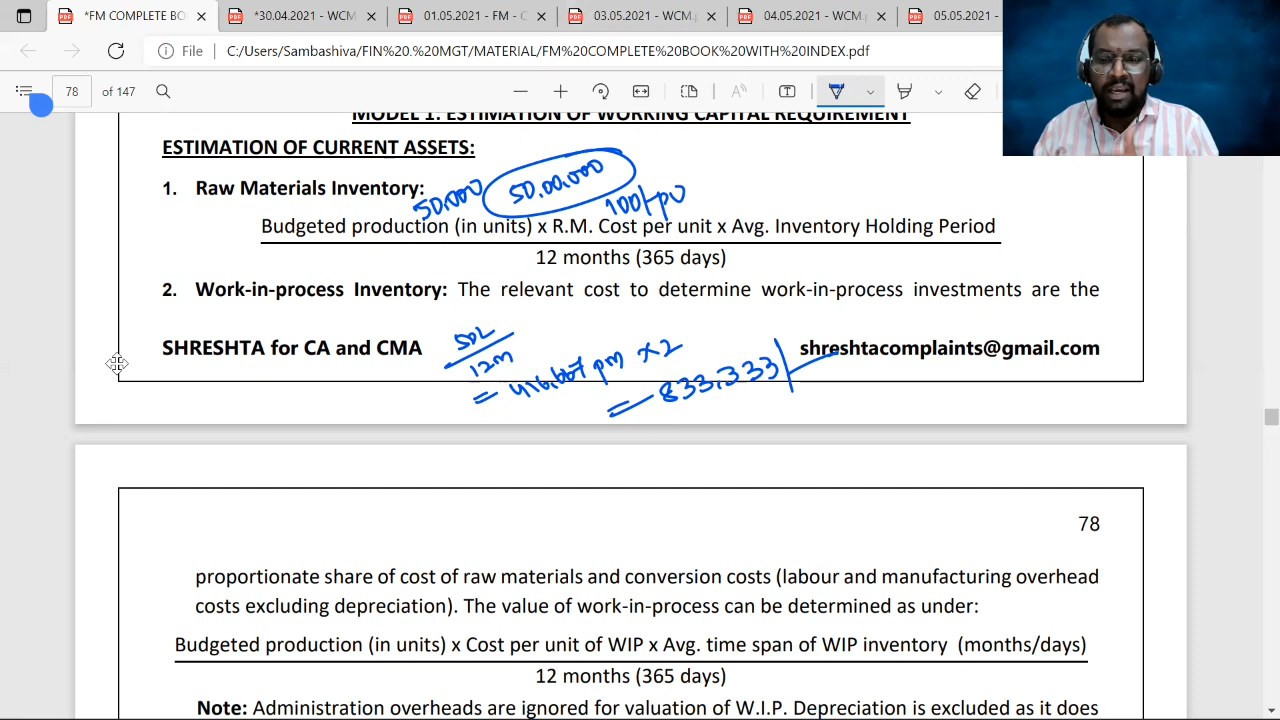 *FM COMPLETE BO
*30.04.2021 - WCM
01.05.2021 - FM - C
03.05.2021 - WCM.p
04.05.2021 - WCM.p
05.05.2021 -
File
C:/Users/Sambashiva/FIN%20.%20MGT/MATERIAL/FM%20COMPLETE%20BOOK%20WITH%20INDEX.pdf
78 of 147
MODEL 1: ESTIMATION OF WORKING CAPITAL REQUIREMENT
ESTIMATION OF CURRENT ASSETS:
1. Raw Materials Inventory:
50,000 50,00,000 100/- pu
Budgeted production (in units) x R.M. Cost per unit x Avg. Inventory Holding Period
12 months (365 days)
2. Work-in-process Inventory: The relevant cost to determine work-in-process investments are the
SHRESHTA for CA and CMA
shreshtacomplaints@gmail.com
50L
12m
= 416,667 pm x 2
= 833,333
78
proportionate share of cost of raw materials and conversion costs (labour and manufacturing overhead
costs excluding depreciation). The value of work-in-process can be determined as under:
Budgeted production (in units) x Cost per unit of WIP x Avg. time span of WIP inventory (months/days)
12 months (365 days)
Note: Administration overheads are ignored for valuation of W.I.P. Depreciation is excluded as it does